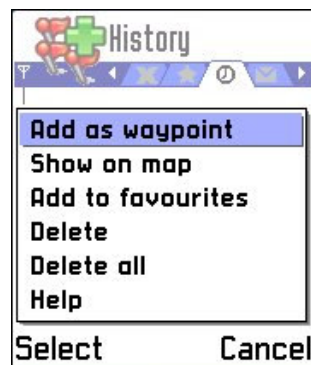 History
Add as waypoint
Show on map
Add to favourites
Delete
Delete all
Help
Select Cancel